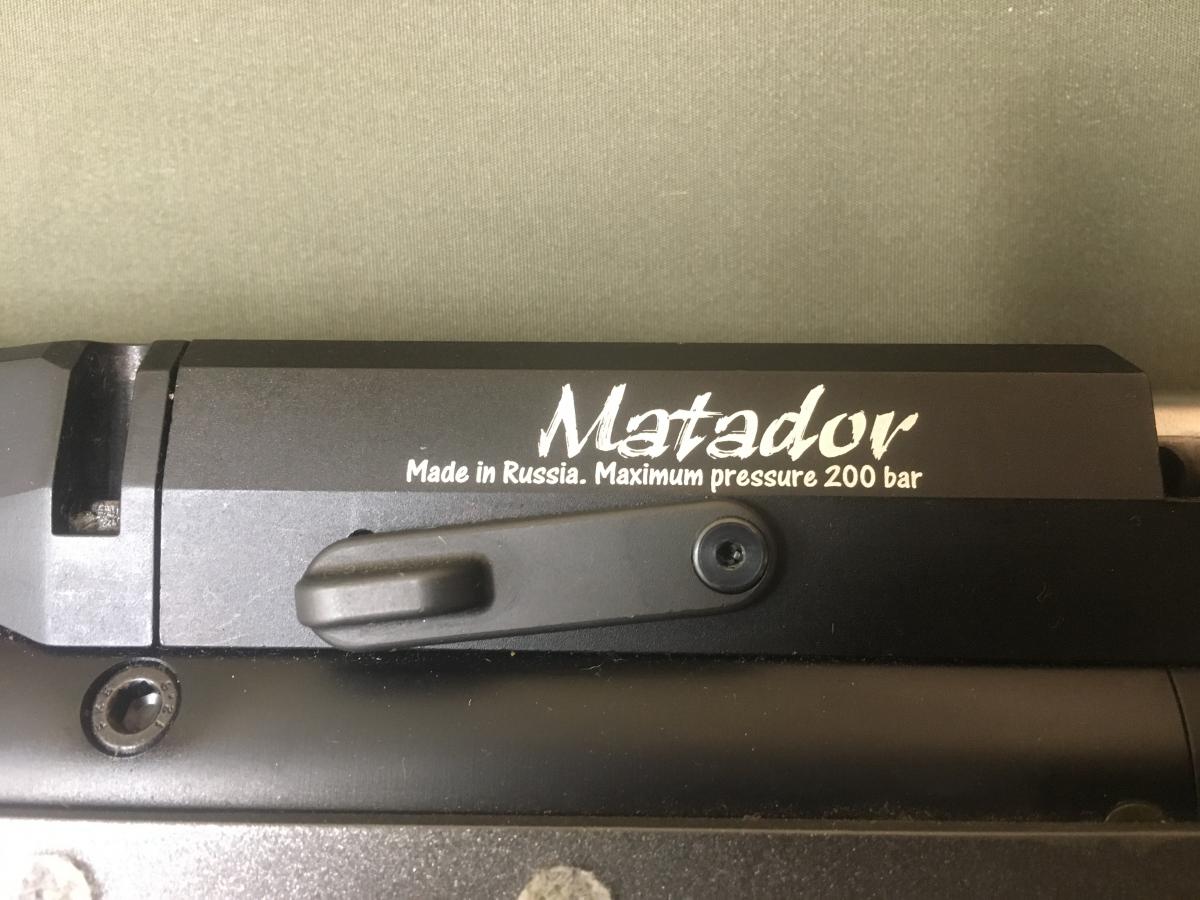 Matador
Made in Russia. Maximum pressure 200 bar